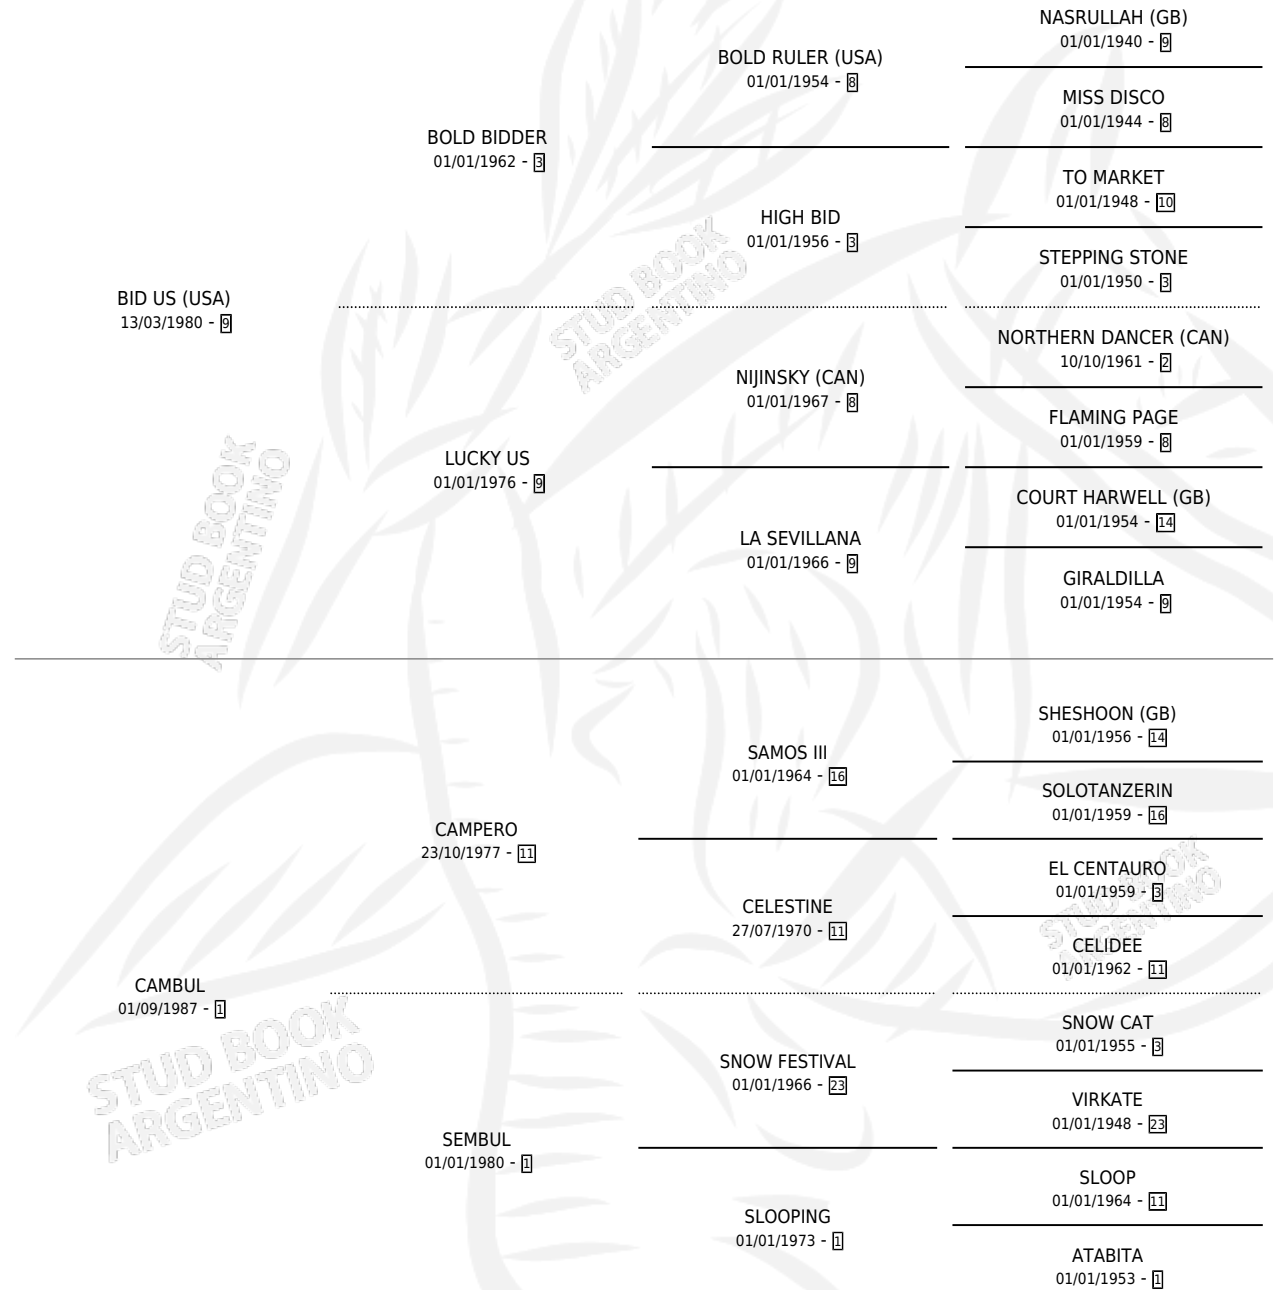 NASRULLAH (GB)
01/01/1940 - 9
BOLD RULER (USA)
01/01/1954 - 8
MISS DISCO
01/01/1944 - 8
BOLD BIDDER
01/01/1962 - 3
TO MARKET
01/01/1948 - 10
HIGH BID
01/01/1956 - 3
STEPPING STONE
01/01/1950 - 3
BID US (USA)
13/03/1980 - 9
NORTHERN DANCER (CAN)
10/10/1961 - 2
NIJINSKY (CAN)
01/01/1967 - 8
FLAMING PAGE
01/01/1959 - 8
LUCKY US
01/01/1976 - 9
COURT HARWELL (GB)
01/01/1954 - 14
LA SEVILLANA
01/01/1966 - 9
GIRALDILLA
01/01/1954 - 9
STUD BOOK
ARGENTINO
STUD BOOK
ARGENTINO
SHESHOON (GB)
01/01/1956 - 14
SAMOS III
01/01/1964 - 16
SOLOTANZERIN
01/01/1959 - 16
CAMPERO
23/10/1977 - 11
EL CENTAURO
01/01/1959 - 3
CELESTINE
27/07/1970 - 11
CELIDEE
01/01/1962 - 11
CAMBUL
01/09/1987 - 1
SNOW CAT
01/01/1955 - 3
SNOW FESTIVAL
01/01/1966 - 23
VIRKATE
01/01/1948 - 23
SEMBUL
01/01/1980 - 1
SLOOP
01/01/1964 - 11
SLOOPING
01/01/1973 - 1
ATABITA
01/01/1953 - 1
STUD BOOK
ARGENTINO
STUD BOOK
ARGENTINO